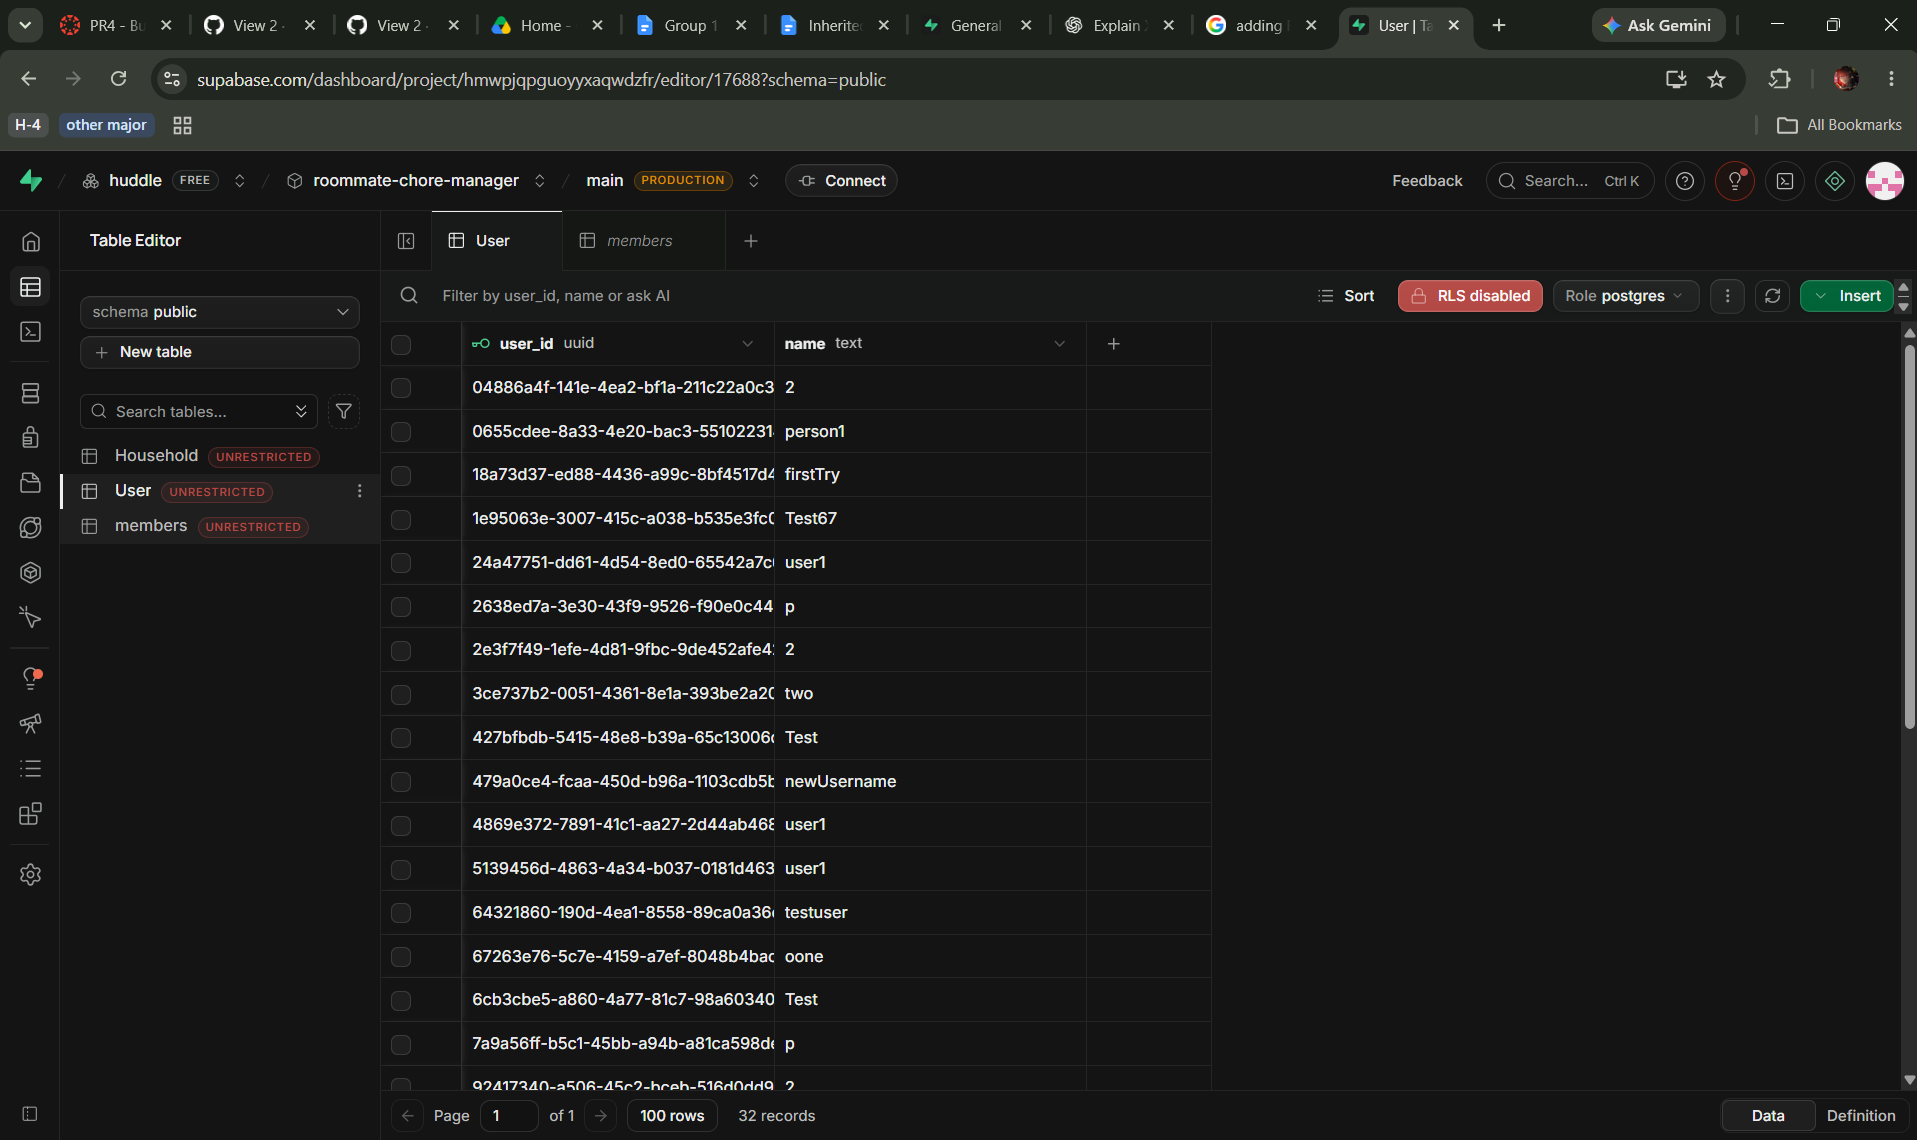 PR4 - Bu
View 2 -
View 2 -
Home -
Group 1
Inherite
General
Explain
adding
User | Ta
Ask Gemini
supabase.com/dashboard/project/hmwpjqpguoyyxaqwdzfr/editor/17688?schema=public
H-4
other major
All Bookmarks
huddle FREE
roommate-chore-manager
main PRODUCTION
Connect
Feedback
Search... Ctrl K
Table Editor
User
members
schema public
New table
Search tables...
Household UNRESTRICTED
User UNRESTRICTED
members UNRESTRICTED
Filter by user_id, name or ask AI
Sort
RLS disabled
Role postgres
Insert
user_id uuid name text
04886a4f-141e-4ea2-bf1a-211c22a0c3 2
0655cdee-8a33-4e20-bac3-55102231 person1
18a73d37-ed88-4436-a99c-8bf4517d4 firstTry
1e95063e-3007-415c-a038-b535e3fc0 Test67
24a47751-dd61-4d54-8ed0-65542a7c user1
2638ed7a-3e30-43f9-9526-f90e0c44 p
2e3f7f49-1efe-4d81-9fbc-9de452afe4 2
3ce737b2-0051-4361-8e1a-393be2a20 two
427bfbdb-5415-48e8-b39a-65c13006 Test
479a0ce4-fcaa-450d-b96a-1103cdb5b newUsername
4869e372-7891-41c1-aa27-2d44ab468 user1
5139456d-4863-4a34-b037-0181d463 user1
64321860-190d-4ea1-8558-89ca0a36 testuser
67263e76-5c7e-4159-a7ef-8048b4bac oone
6cb3cbe5-a860-4a77-81c7-98a60340 Test
7a9a56ff-b5c1-45bb-a94b-a81ca598d p
92417340-a506-45c2-bceb-516d0dd9 2
Page 1 of 1
100 rows
32 records
Data
Definition